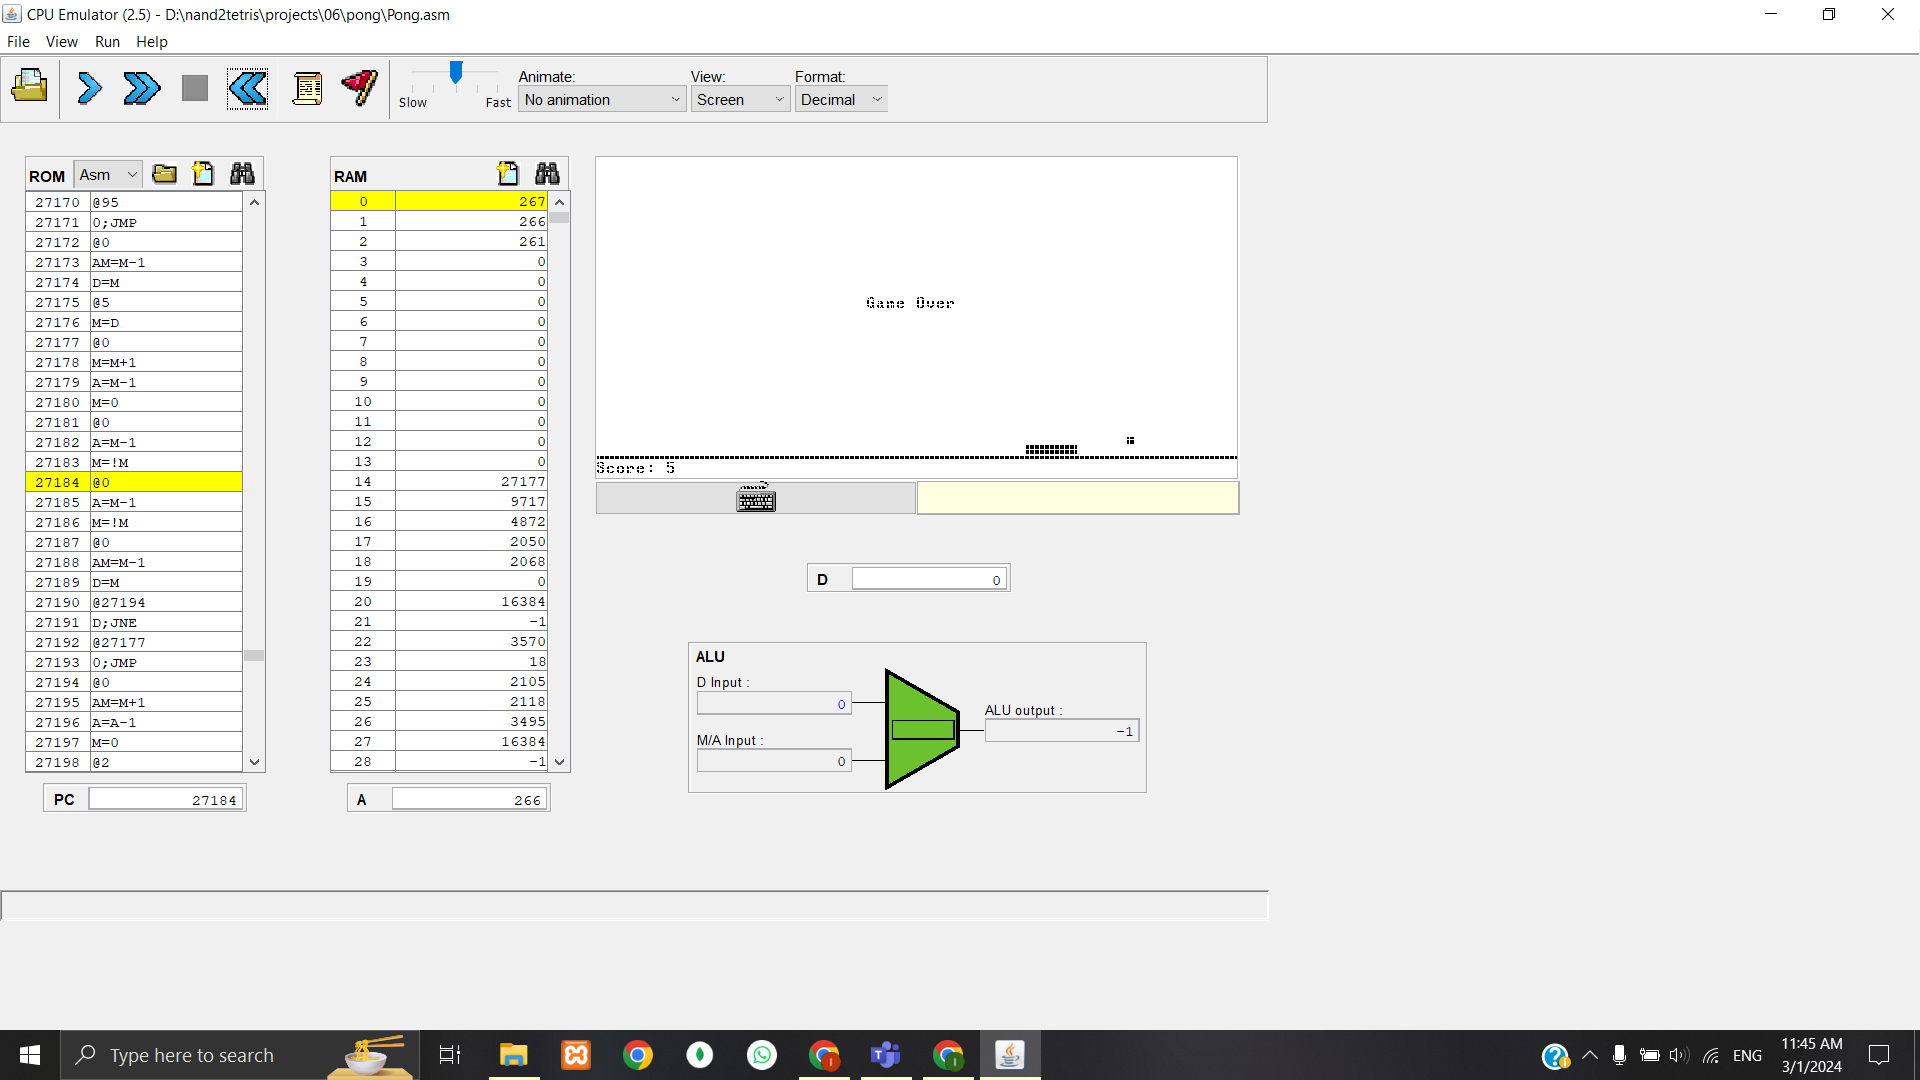 CPU Emulator (2.5) - D:\nand2tetris\projects\06\pong\Pong.asm
File View Run Help
Slow Fast
Animate: View: Format:
No animation Screen Decimal
ROM Asm
27170 @95
27171 0;JMP
27172 @0
27173 AM=M-1
27174 D=M
27175 @5
27176 M=D
27177 @0
27178 M=M+1
27179 A=M-1
27180 M=0
27181 @0
27182 A=M-1
27183 M=!M
27184 @0
27185 A=M-1
27186 M=!M
27187 @0
27188 AM=M-1
27189 D=M
27190 @27194
27191 D;JNE
27192 @27177
27193 0;JMP
27194 @0
27195 AM=M+1
27196 A=A-1
27197 M=0
27198 @2
PC 27184
RAM
0 267
1 266
2 261
3 0
4 0
5 0
6 0
7 0
8 0
9 0
10 0
11 0
12 0
13 0
14 27177
15 9717
16 4872
17 2050
18 2068
19 0
20 16384
21 -1
22 3570
23 18
24 2105
25 2118
26 3495
27 16384
28 -1
A 266
Game Over
Score: 5
D 0
ALU
D Input :
0
M/A Input :
0
ALU output :
-1
Type here to search
ENG
11:45 AM
3/1/2024